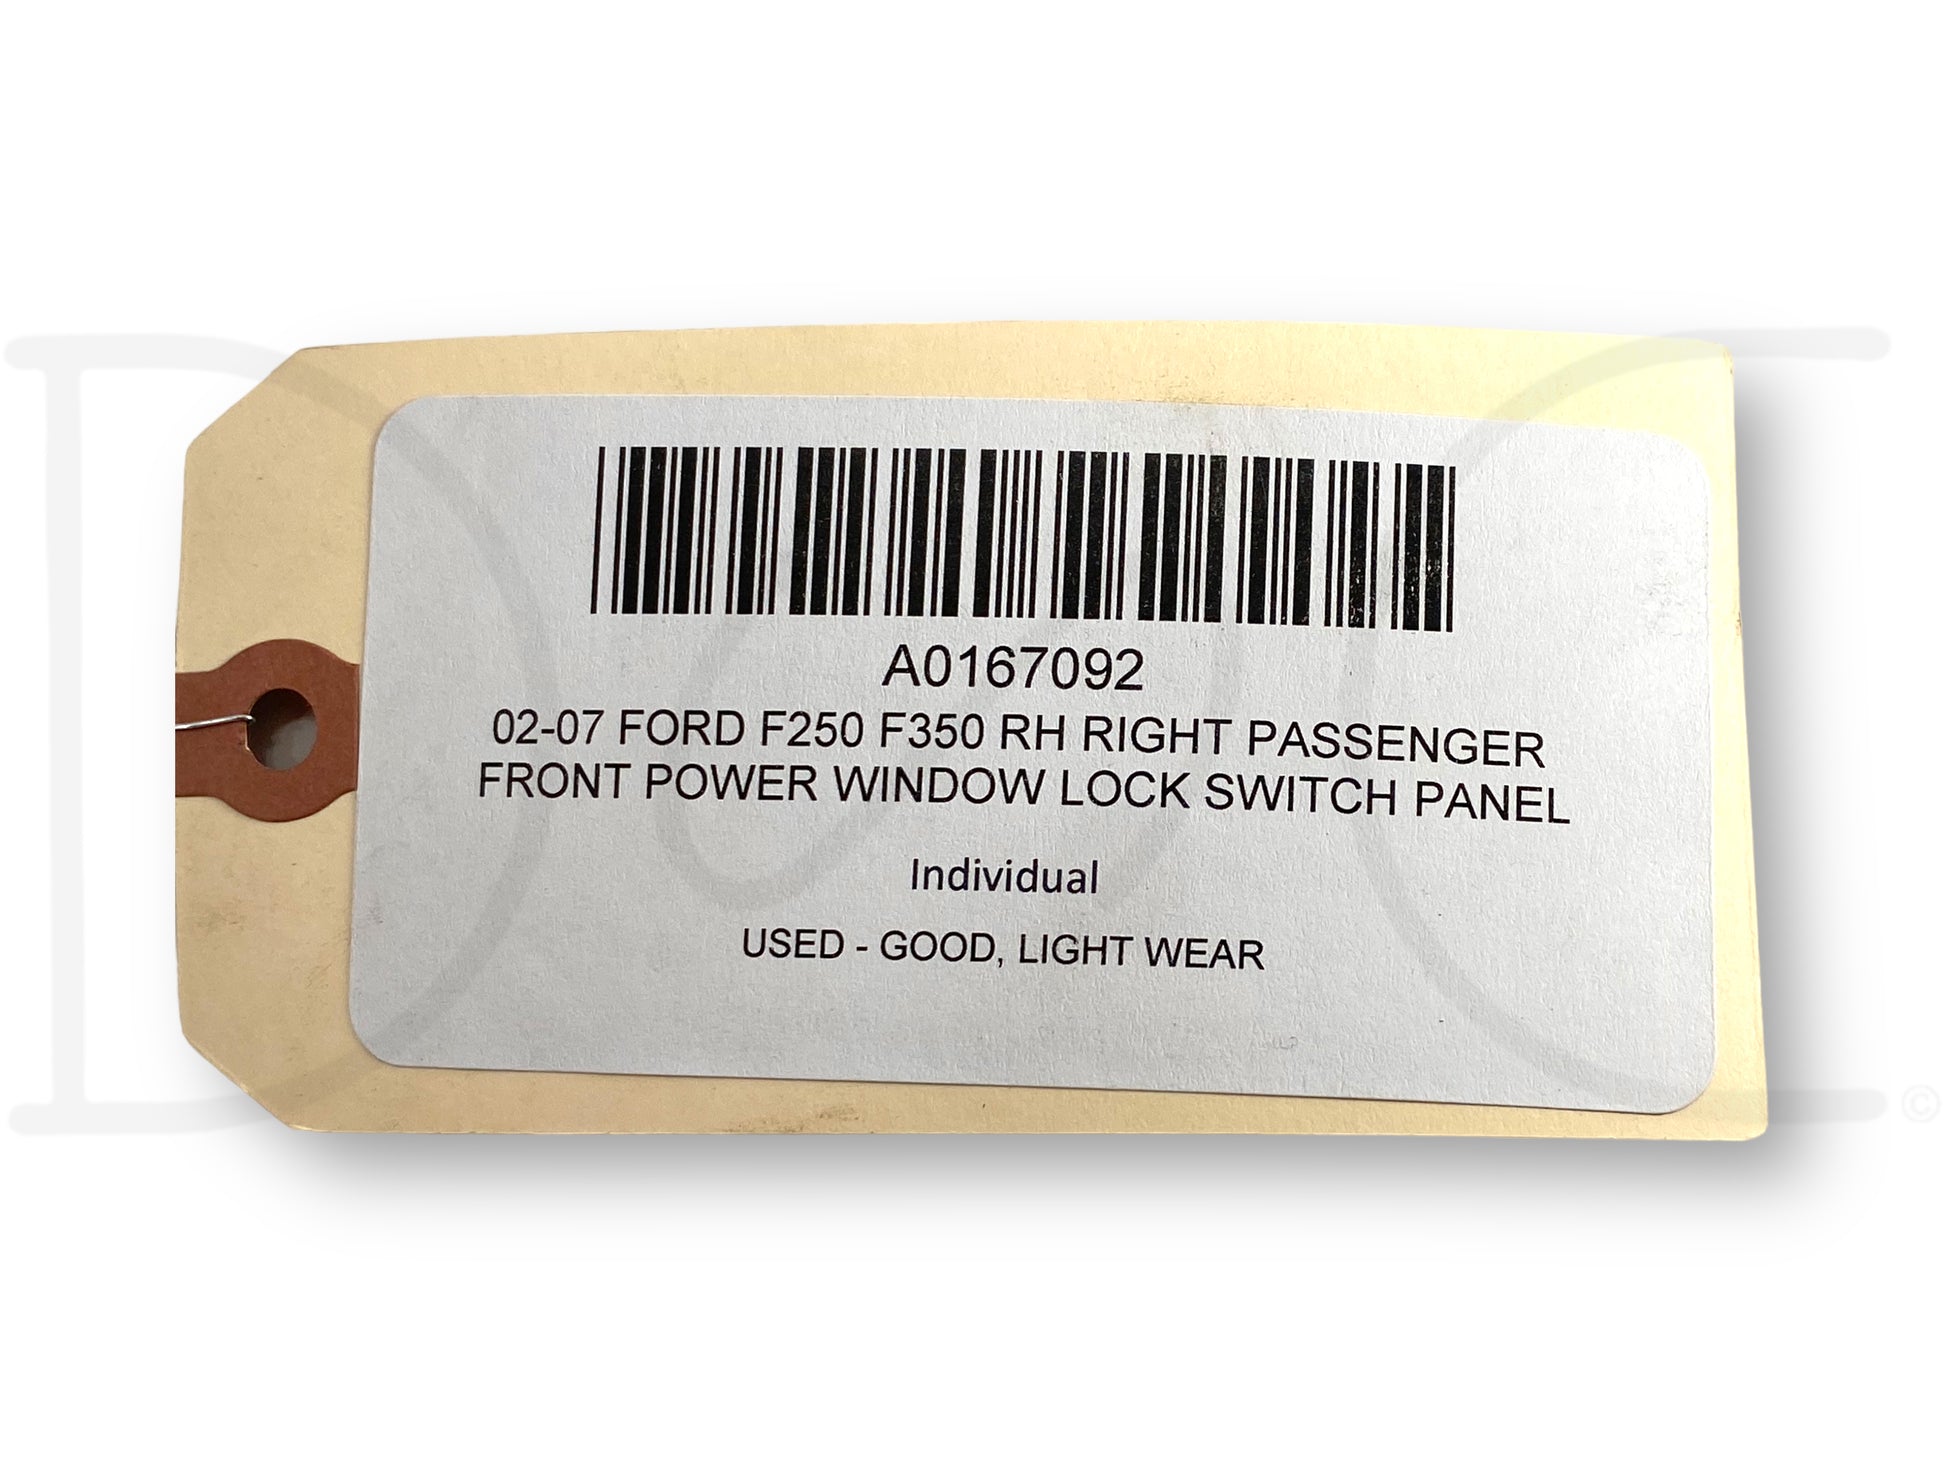 A0167092
02-07 FORD F250 F350 RH RIGHT PASSENGER
FRONT POWER WINDOW LOCK SWITCH PANEL
Individual
USED - GOOD, LIGHT WEAR
©